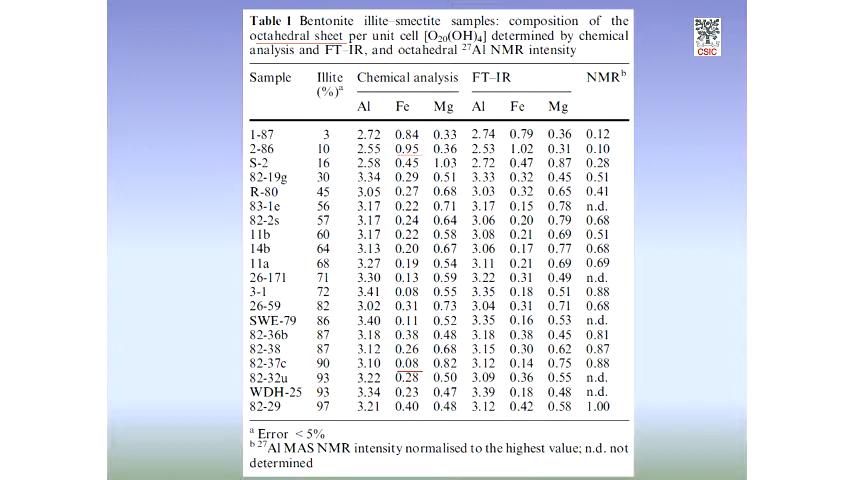 Table 1 Bentonite illite–smectite samples: composition of the
octahedral sheet per unit cell [O20(OH)4] determined by chemical
analysis and FT–IR, and octahedral 27Al NMR intensity
CSIC
Sample Illite (%)a Chemical analysis FT–IR NMRb
Al Fe Mg Al Fe Mg
1-87 3 2.72 0.84 0.33 2.74 0.79 0.36 0.12
2-86 10 2.55 0.95 0.36 2.53 1.02 0.31 0.10
S-2 16 2.58 0.45 1.03 2.72 0.47 0.87 0.28
82-19g 30 3.34 0.29 0.51 3.33 0.32 0.45 0.51
R-80 45 3.05 0.27 0.68 3.03 0.32 0.65 0.41
83-1e 56 3.17 0.22 0.71 3.17 0.15 0.78 n.d.
82-2s 57 3.17 0.24 0.64 3.06 0.20 0.79 0.68
11b 60 3.17 0.22 0.58 3.08 0.21 0.69 0.51
14b 64 3.13 0.20 0.67 3.06 0.17 0.77 0.68
11a 68 3.27 0.19 0.54 3.11 0.21 0.69 0.69
26-171 71 3.30 0.13 0.59 3.22 0.31 0.49 n.d.
3-1 72 3.41 0.08 0.55 3.35 0.18 0.51 0.88
26-59 82 3.02 0.31 0.73 3.04 0.31 0.71 0.68
SWE-79 86 3.40 0.11 0.52 3.35 0.16 0.53 n.d.
82-36b 87 3.18 0.38 0.48 3.18 0.38 0.45 0.81
82-38 87 3.12 0.26 0.68 3.15 0.30 0.62 0.87
82-37c 90 3.10 0.08 0.82 3.12 0.14 0.75 0.88
82-32u 93 3.22 0.28 0.50 3.09 0.36 0.55 n.d.
WDH-25 93 3.34 0.23 0.47 3.39 0.18 0.48 n.d.
82-29 97 3.21 0.40 0.48 3.12 0.42 0.58 1.00
a Error < 5%
b 27Al MAS NMR intensity normalised to the highest value; n.d. not
determined